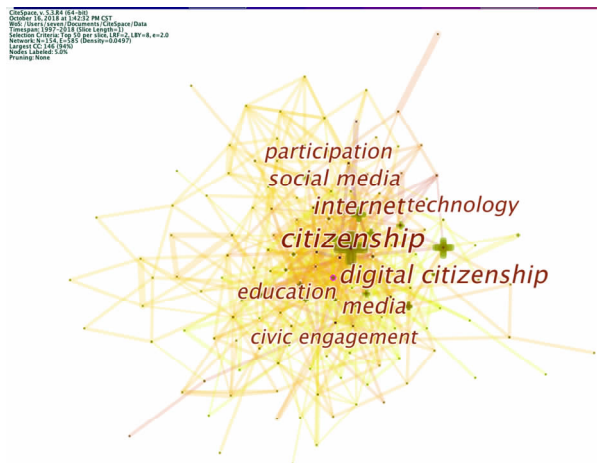 CiteSpace, v. 5.3.R4 (64-bit)
October 16, 2018 at 1:42:32 PM CST
WoS: /Users/seven/Documents/CiteSpace/Data
Timespan: 1997-2018 (Slice Length=1)
Selection Criteria: Top 50 per slice, LRF=2, LBY=8, e=2.0
Network: N=154, E=585 (Density=0.0497)
Largest CC: 146 (94%)
Nodes Labeled: 5.0%
Pruning: None
participation
social media
internet technology
citizenship
digital citizenship
education
media
civic engagement